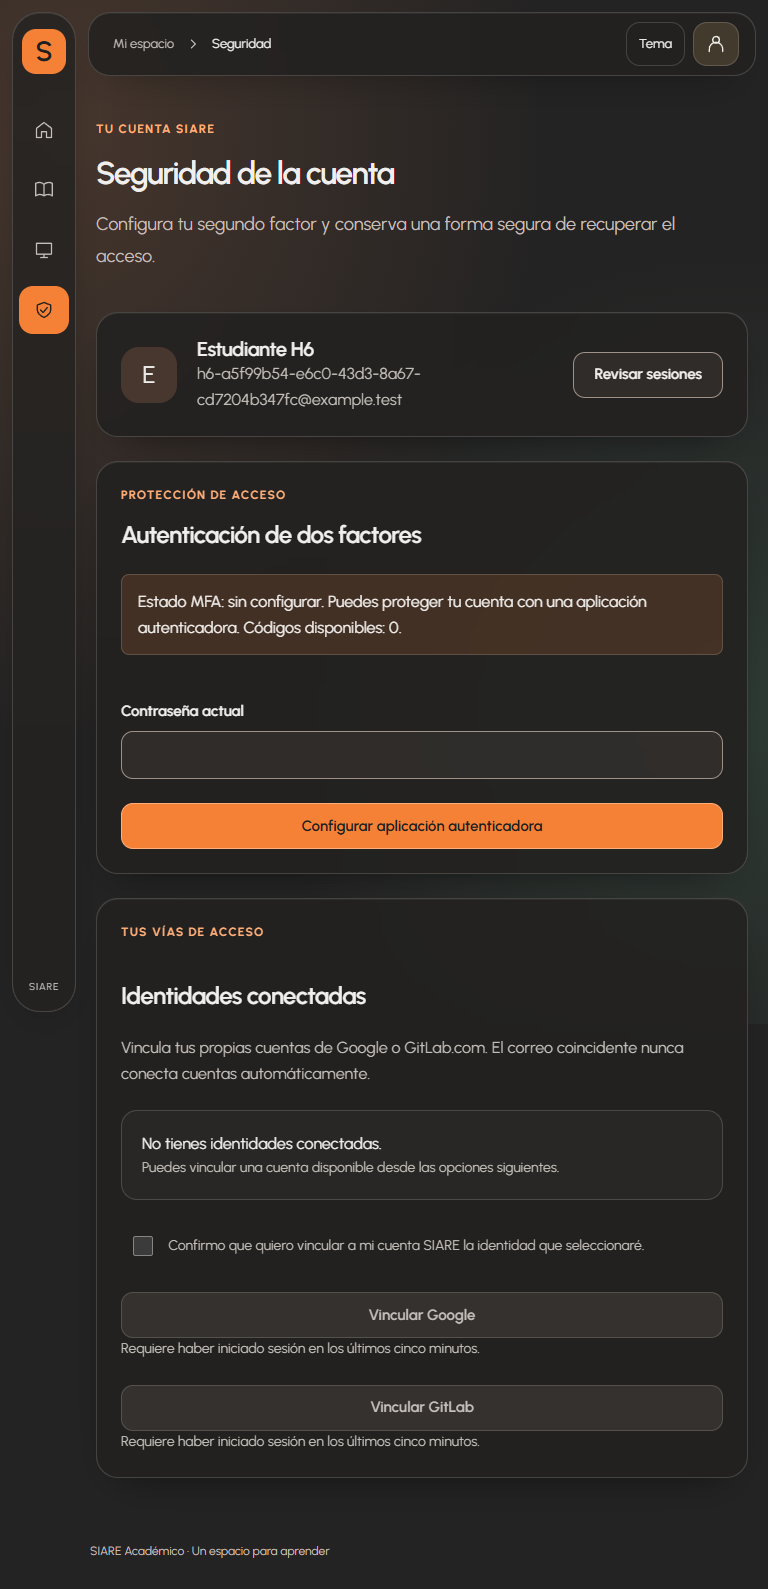 S
Mi espacio > Seguridad
Tema
TU CUENTA SIARE
Seguridad de la cuenta
Configura tu segundo factor y conserva una forma segura de recuperar el
acceso.
E
Estudiante H6
h6-a5f99b54-e6c0-43d3-8a67-
cd7204b347fc@example.test
Revisar sesiones
PROTECCIÓN DE ACCESO
Autenticación de dos factores
Estado MFA: sin configurar. Puedes proteger tu cuenta con una aplicación
autenticadora. Códigos disponibles: 0.
Contraseña actual
Configurar aplicación autenticadora
SIARE
TUS VÍAS DE ACCESO
Identidades conectadas
Vincula tus propias cuentas de Google o GitLab.com. El correo coincidente nunca
conecta cuentas automáticamente.
No tienes identidades conectadas.
Puedes vincular una cuenta disponible desde las opciones siguientes.
Confirmo que quiero vincular a mi cuenta SIARE la identidad que seleccionaré.
Vincular Google
Requiere haber iniciado sesión en los últimos cinco minutos.
Vincular GitLab
Requiere haber iniciado sesión en los últimos cinco minutos.
SIARE Académico · Un espacio para aprender